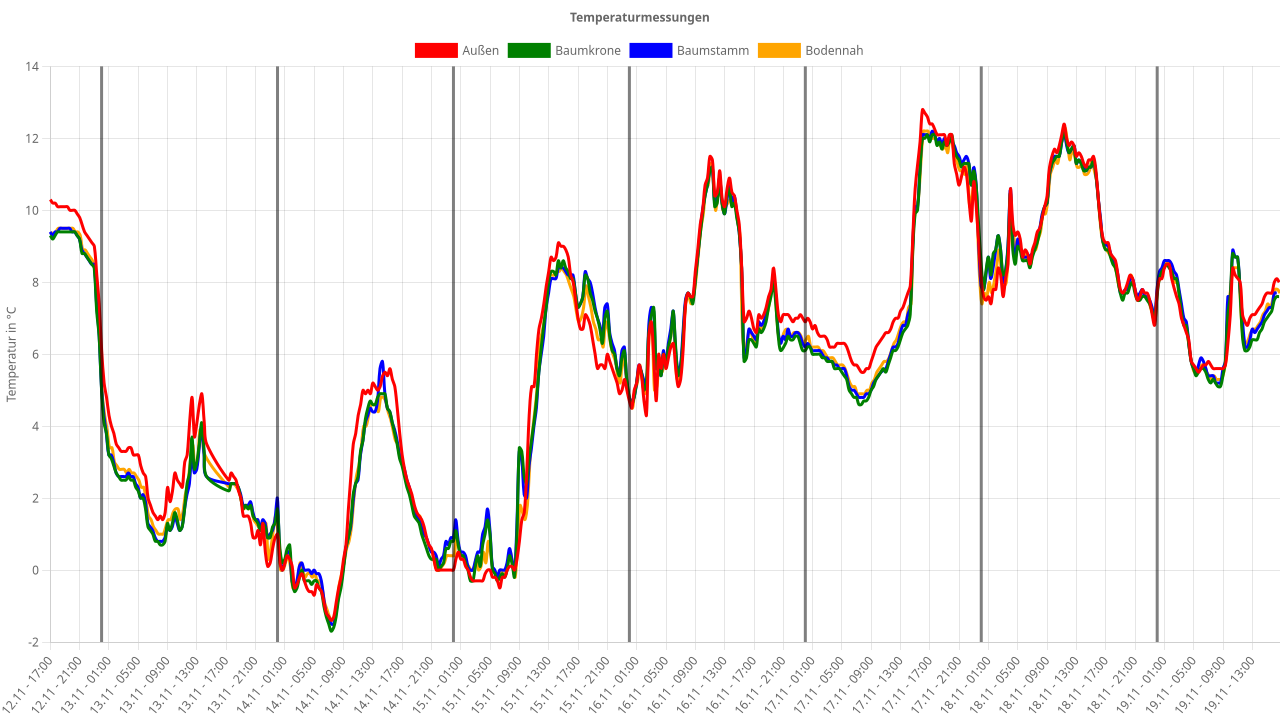 Temperaturmessungen
Außen Baumkrone Baumstamm Bodennah
Temperatur in °C
14
12
10
8
6
4
2
0
-2
12.11 - 17:00
12.11 - 21:00
13.11 - 01:00
13.11 - 05:00
13.11 - 09:00
13.11 - 13:00
13.11 - 17:00
13.11 - 21:00
14.11 - 01:00
14.11 - 05:00
14.11 - 09:00
14.11 - 13:00
14.11 - 17:00
14.11 - 21:00
15.11 - 01:00
15.11 - 05:00
15.11 - 09:00
15.11 - 13:00
15.11 - 17:00
15.11 - 21:00
16.11 - 01:00
16.11 - 05:00
16.11 - 09:00
16.11 - 13:00
16.11 - 17:00
16.11 - 21:00
17.11 - 01:00
17.11 - 05:00
17.11 - 09:00
17.11 - 13:00
17.11 - 17:00
17.11 - 21:00
18.11 - 01:00
18.11 - 05:00
18.11 - 09:00
18.11 - 13:00
18.11 - 17:00
18.11 - 21:00
19.11 - 01:00
19.11 - 05:00
19.11 - 09:00
19.11 - 13:00